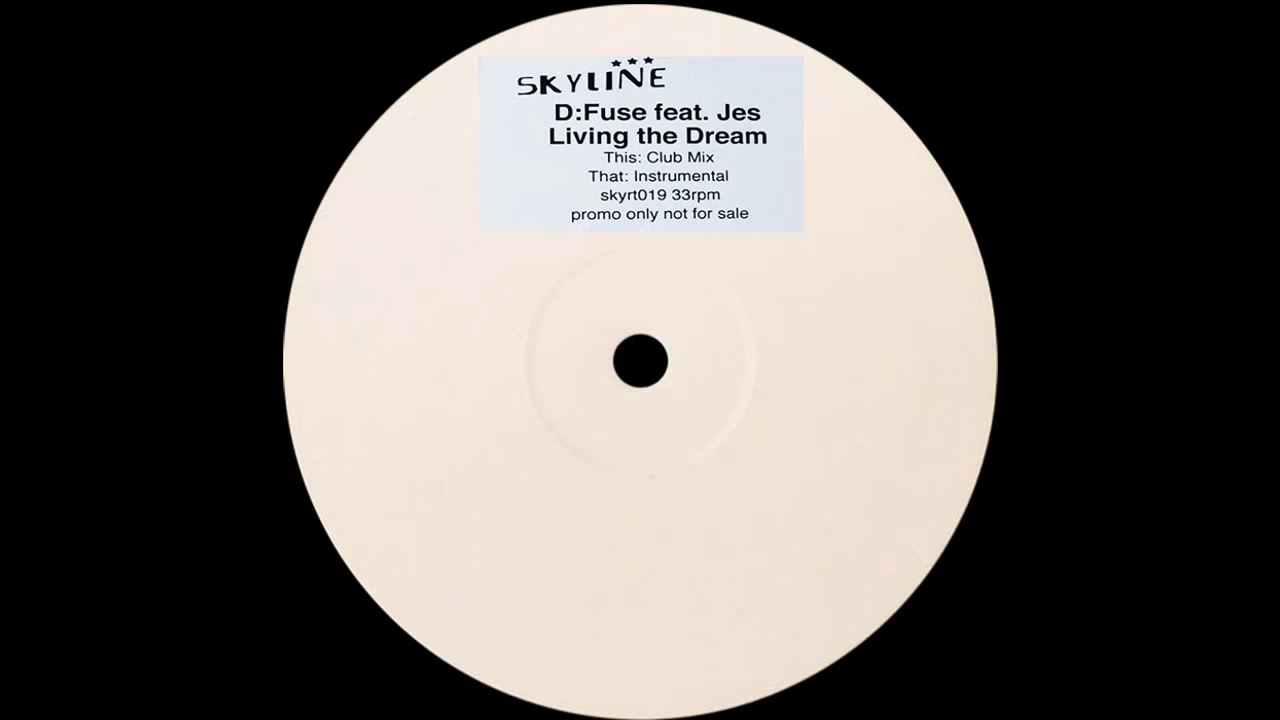 SKYLINE
D:Fuse feat. Jes
Living the Dream
This: Club Mix
That: Instrumental
skyrt019 33rpm
promo only not for sale